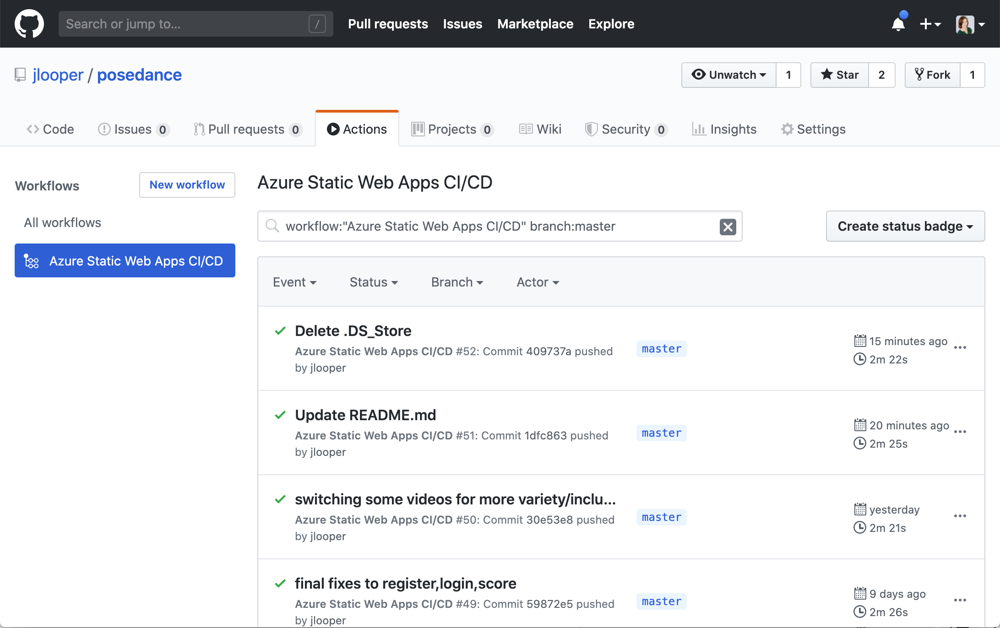 Search or jump to... /
Pull requests Issues Marketplace Explore
jlooper / posedance
Unwatch 1 Star 2 Fork 1
Code Issues 0 Pull requests 0 Actions Projects 0 Wiki Security 0 Insights Settings
Workflows
New workflow
All workflows
Azure Static Web Apps CI/CD
Azure Static Web Apps CI/CD
workflow:"Azure Static Web Apps CI/CD" branch:master
Create status badge
Event Status Branch Actor
Delete .DS_Store
Azure Static Web Apps CI/CD #52: Commit 409737a pushed
by jlooper
master
15 minutes ago
2m 22s
Update README.md
Azure Static Web Apps CI/CD #51: Commit 1dfc863 pushed
by jlooper
master
20 minutes ago
2m 25s
switching some videos for more variety/inclu...
Azure Static Web Apps CI/CD #50: Commit 30e53e8 pushed
by jlooper
master
yesterday
2m 21s
final fixes to register,login,score
Azure Static Web Apps CI/CD #49: Commit 59872e5 pushed
by jlooper
master
9 days ago
2m 26s